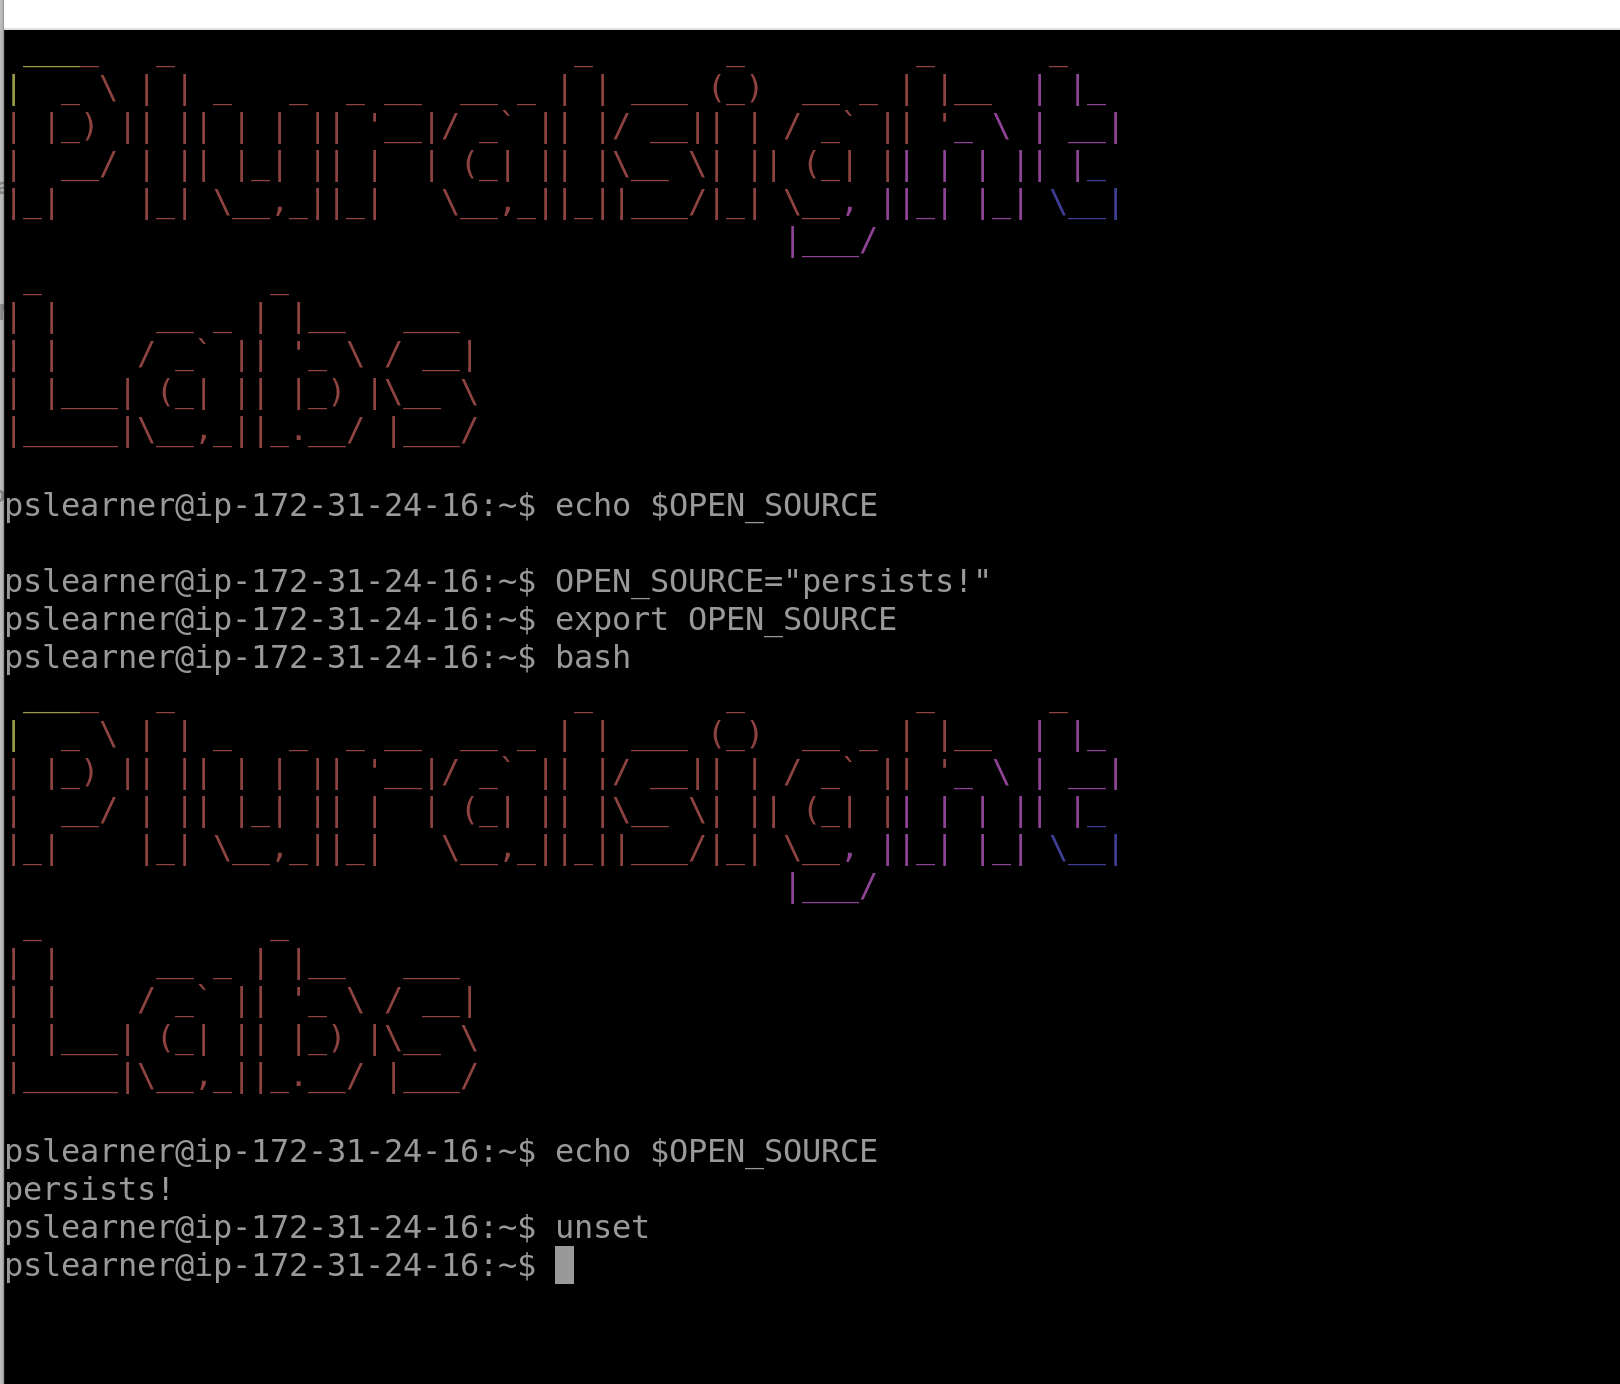 Pluralsight
Labs
pslearner@ip-172-31-24-16:~$ echo $OPEN_SOURCE
pslearner@ip-172-31-24-16:~$ OPEN_SOURCE="persists!"
pslearner@ip-172-31-24-16:~$ export OPEN_SOURCE
pslearner@ip-172-31-24-16:~$ bash
Pluralsight
Labs
pslearner@ip-172-31-24-16:~$ echo $OPEN_SOURCE
persists!
pslearner@ip-172-31-24-16:~$ unset
pslearner@ip-172-31-24-16:~$